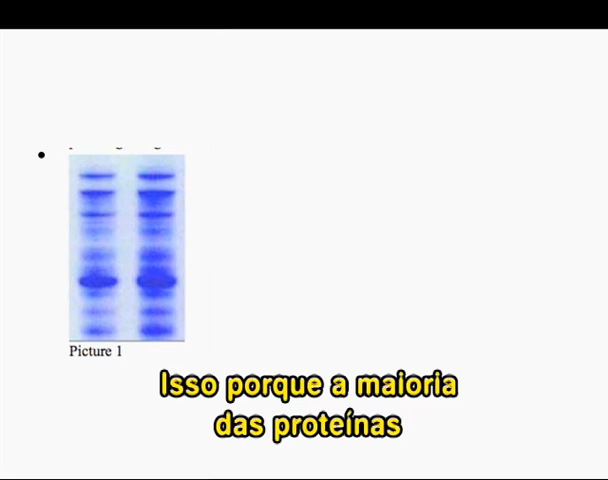 Picture 1
Isso porque a maioria
das proteínas